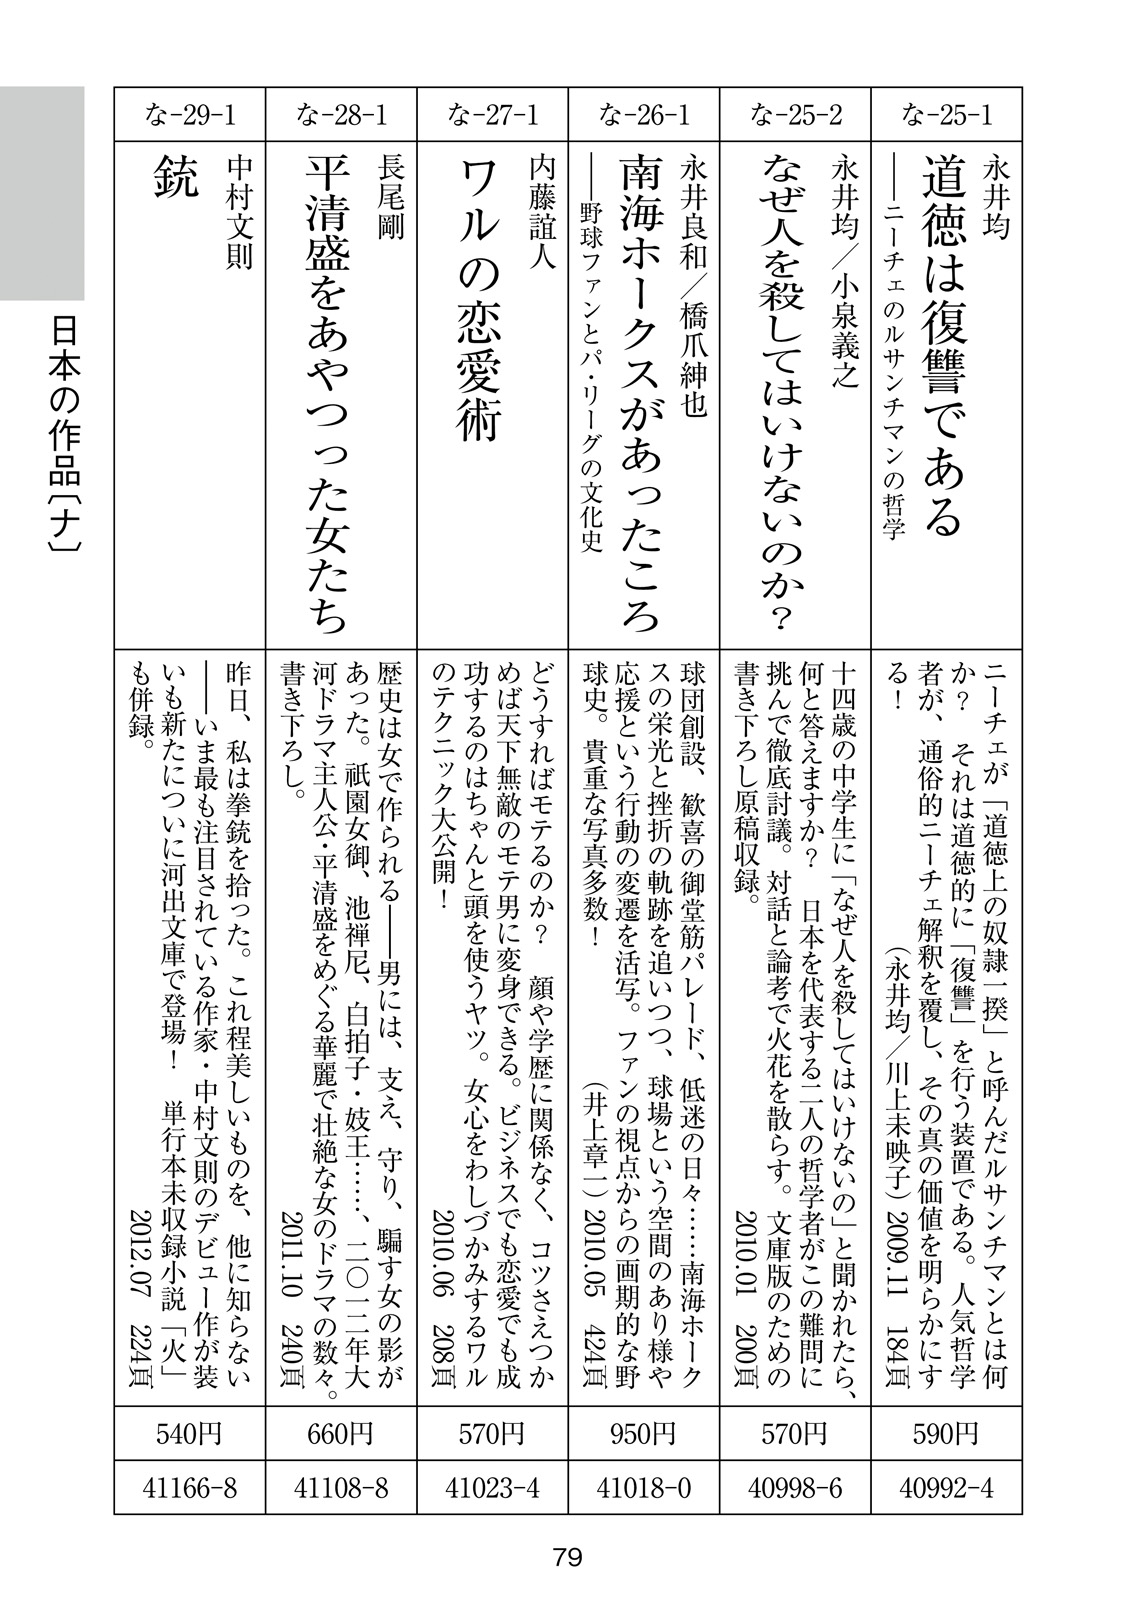 な-25-1
永井均
道徳は復讐である
――ニーチェのルサンチマンの哲学
ニーチェが「道徳上の奴隷一揆」と呼んだルサンチマンとは何
か？　それは道徳的に「復讐」を行う装置である。人気哲学
者が、通俗的ニーチェ解釈を覆し、その真の価値を明らかにす
る！　（永井均／川上未映子）2009.11　184頁
590円
40992-4
な-25-2
永井均／小泉義之
なぜ人を殺してはいけないのか？
十四歳の中学生に「なぜ人を殺してはいけないの」と聞かれたら、
何と答えますか？　日本を代表する二人の哲学者がこの難問に
挑んで徹底討議。対話と論考で火花を散らす。文庫版のための
書き下ろし原稿収録。　2010.01　200頁
570円
40998-6
な-26-1
永井良和／橋爪紳也
南海ホークスがあったころ
――野球ファンとパ・リーグの文化史
球団創設、歓喜の御堂筋パレード、低迷の日々……南海ホーク
スの栄光と挫折の軌跡を追いつつ、球場という空間のあり様や
応援という行動の変遷を活写。ファンの視点からの画期的な野
球史。貴重な写真多数！　（井上章一）2010.05　424頁
950円
41018-0
な-27-1
内藤誼人
ワルの恋愛術
どうすればモテるのか？　顔や学歴に関係なく、コツさえつか
めば天下無敵のモテ男に変身できる。ビジネスでも恋愛でも成
功するのはちゃんと頭を使うヤツ。女心をわしづかみするワル
のテクニック大公開！　2010.06　208頁
570円
41023-4
な-28-1
長尾剛
平清盛をあやつった女たち
歴史は女で作られる――男には、支え、守り、騙す女の影が
あった。祇園女御、池禅尼、白拍子・妓王……、二〇一二年大
河ドラマ主人公・平清盛をめぐる華麗で壮絶な女のドラマの数々。
書き下ろし。　2011.10　240頁
660円
41108-8
な-29-1
中村文則
銃
昨日、私は拳銃を拾った。これ程美しいものを、他に知らない
――いま最も注目されている作家・中村文則のデビュー作が装
いも新たについに河出文庫で登場！　単行本未収録小説「火」
も併録。　2012.07　224頁
540円
41166-8
日本の作品〔ナ〕
79